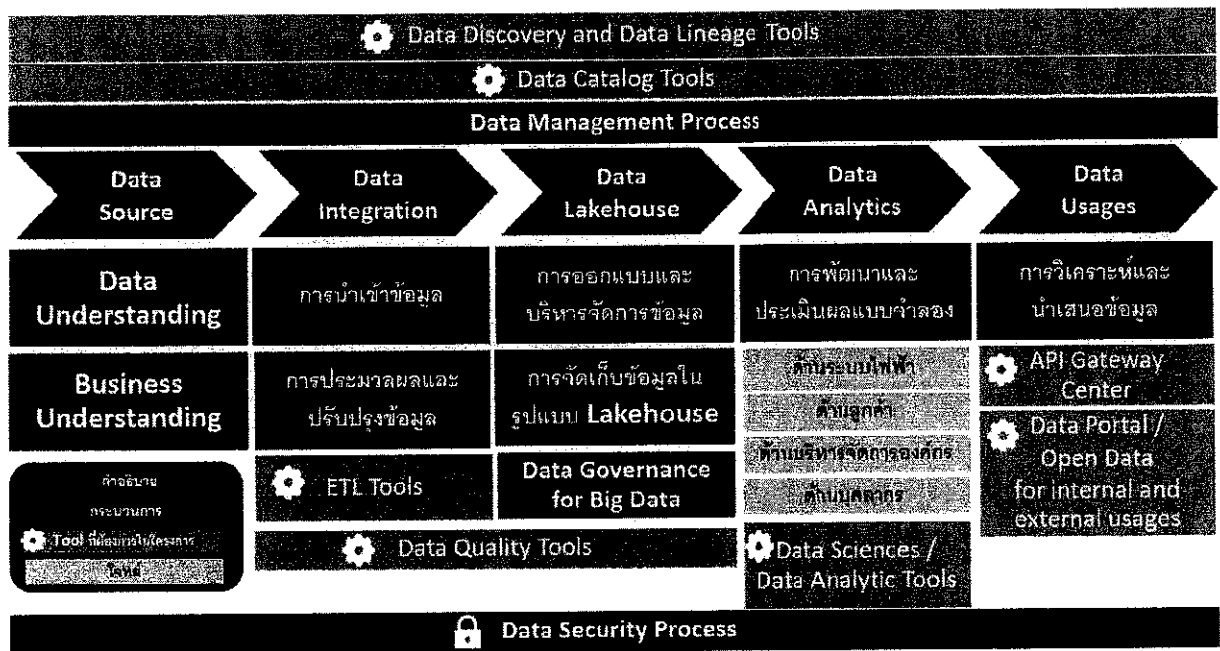 Data Discovery and Data Lineage Tools
Data Catalog Tools
Data Management Process
Data
Source
Data
Integration
Data
Lakehouse
Data
Analytics
Data
Usages
Data
Understanding
การนำเข้าข้อมูล
การออกแบบและ
บริหารจัดการข้อมูล
การพัฒนาและ
ประเมินผลแบบจำลอง
การวิเคราะห์และ
นำเสนอข้อมูล
Business
Understanding
การประมวลผลและ
ปรับปรุงข้อมูล
การจัดเก็บข้อมูลใน
รูปแบบ Lakehouse
ด้านระบบไฟฟ้า
ด้านลูกค้า
ด้านบริหารจัดการองค์กร
ด้านบุคลากร
API Gateway
Center
Data Portal /
Open Data
for internal and
external usages
คำอธิบาย
กระบวนการ
Tool ที่ต้องการในโครงการ
โจทย์
ETL Tools
Data Governance
for Big Data
Data Quality Tools
Data Sciences /
Data Analytic Tools
Data Security Process